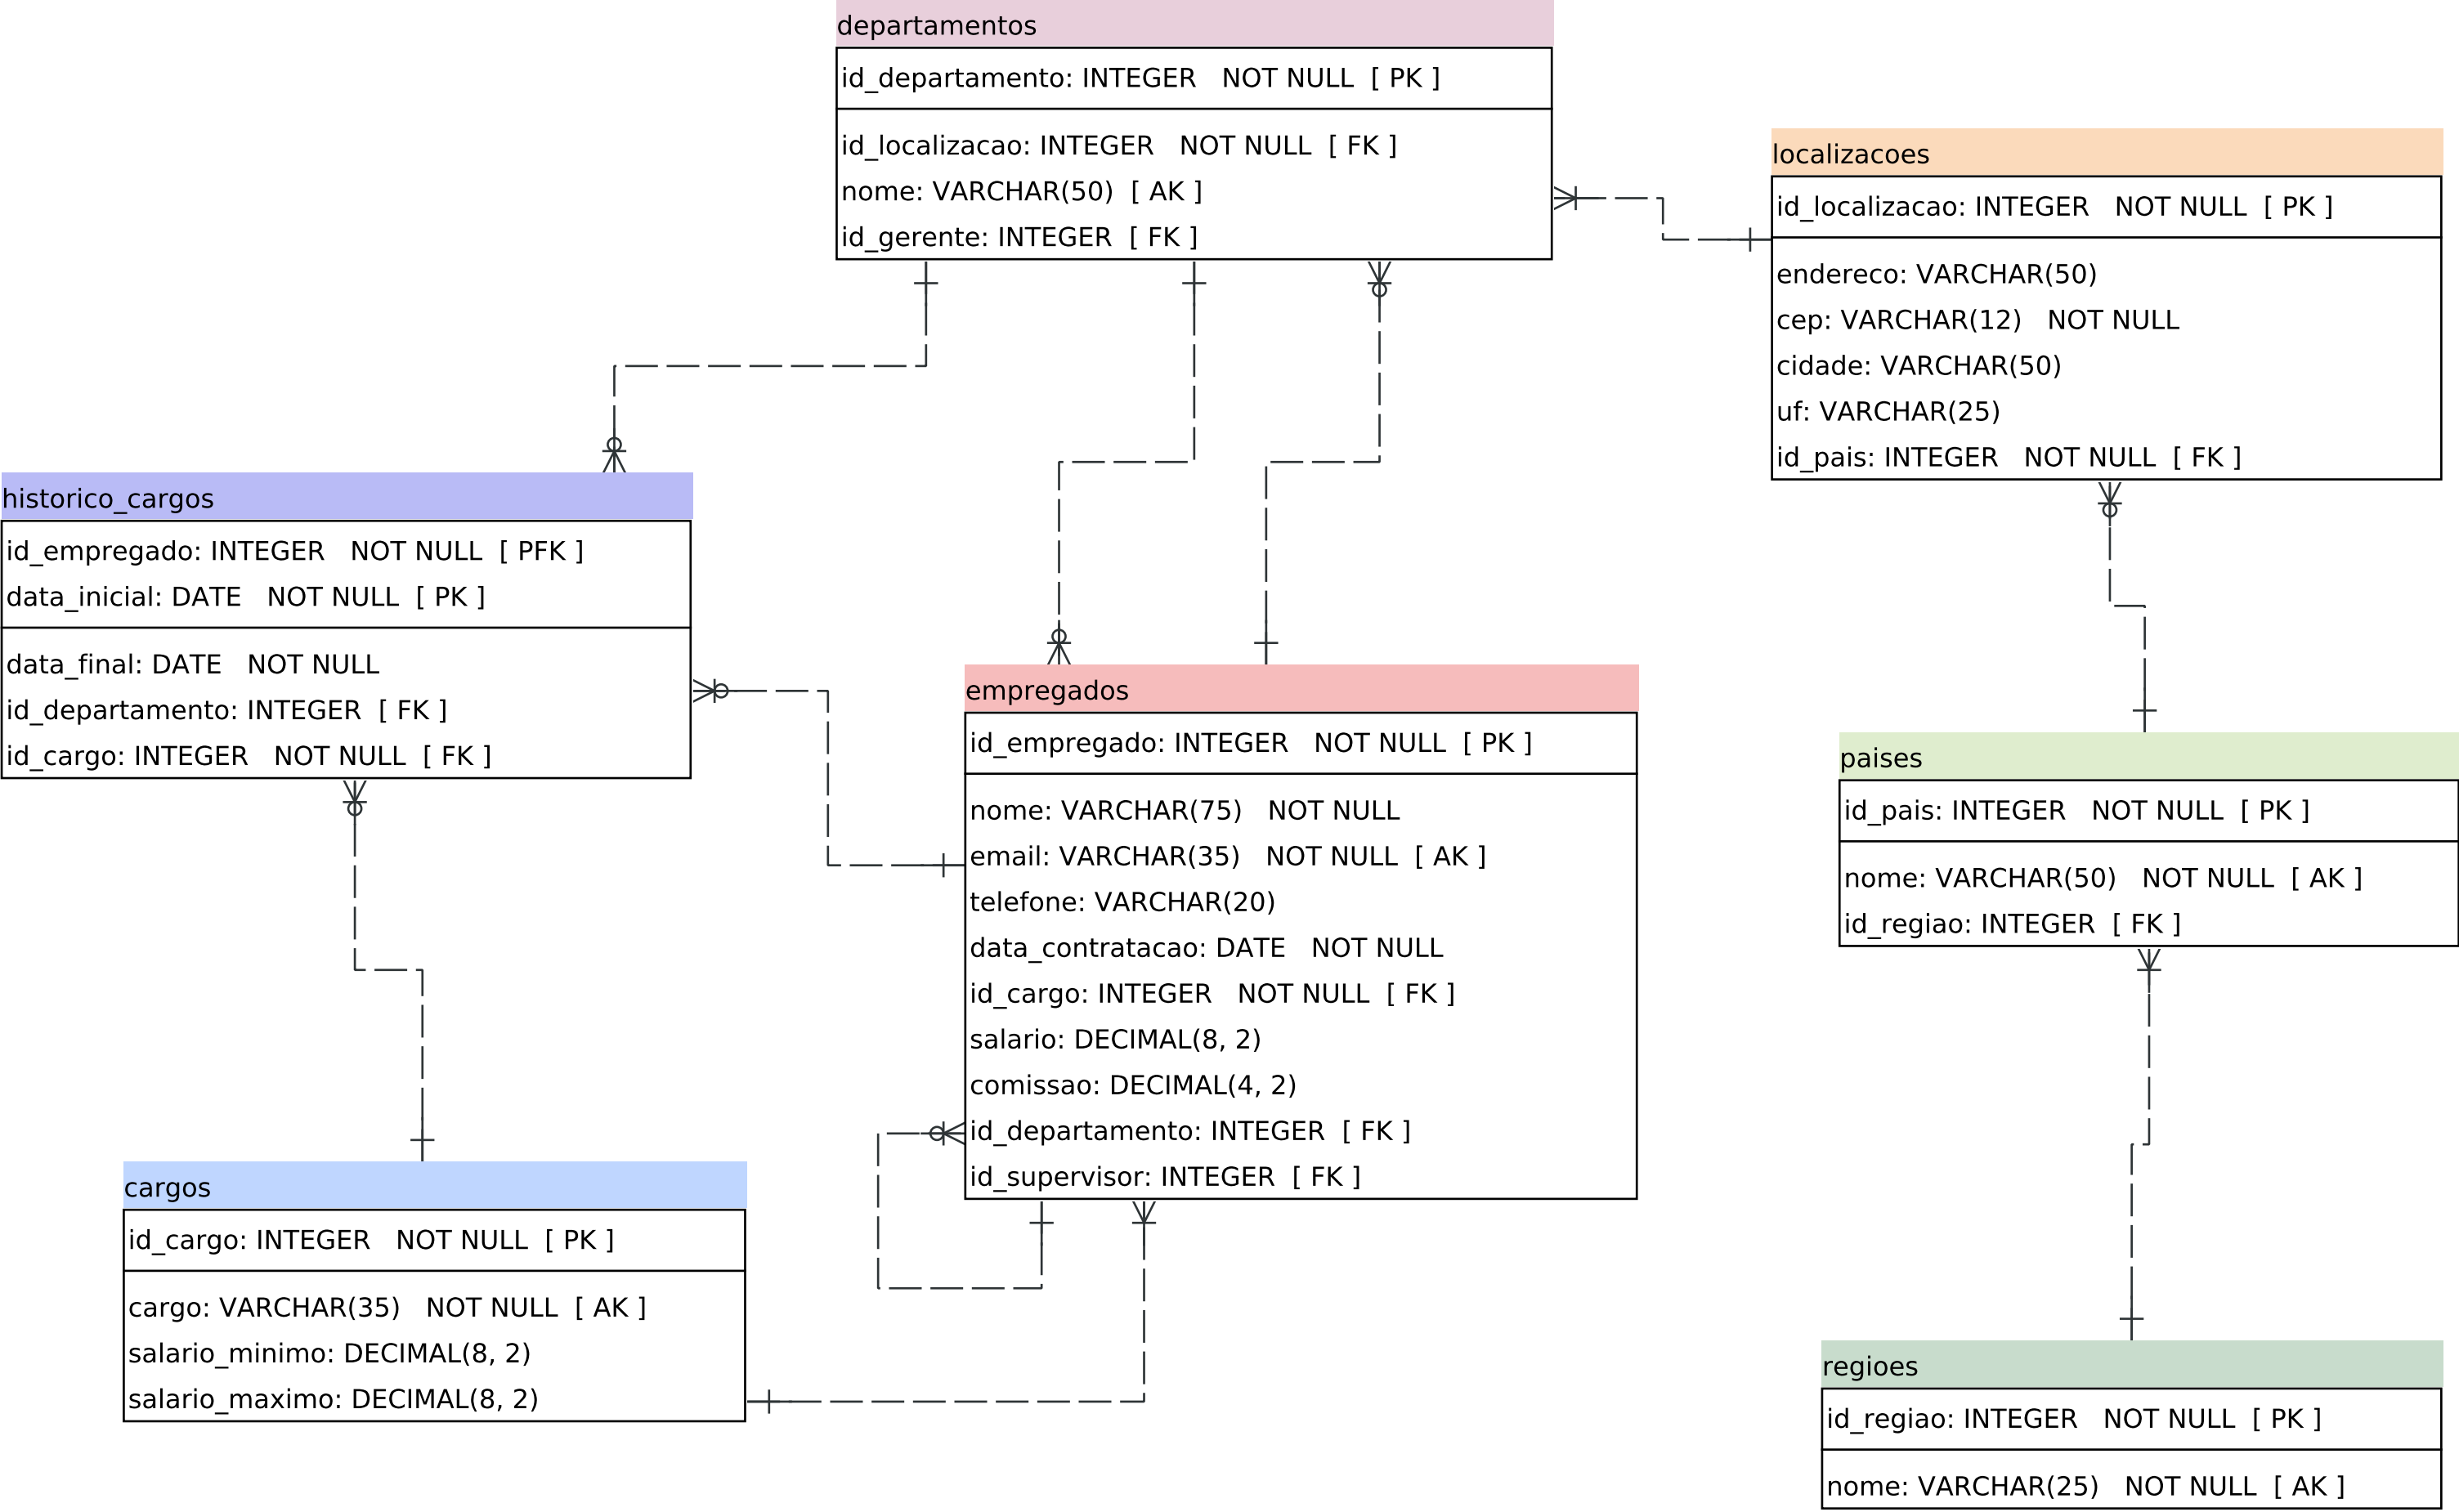 departamentos
id_departamento: INTEGER   NOT NULL  [ PK ]
id_localizacao: INTEGER   NOT NULL  [ FK ]
nome: VARCHAR(50)  [ AK ]
id_gerente: INTEGER  [ FK ]
localizacoes
id_localizacao: INTEGER   NOT NULL  [ PK ]
endereco: VARCHAR(50)
cep: VARCHAR(12)   NOT NULL
cidade: VARCHAR(50)
uf: VARCHAR(25)
id_pais: INTEGER   NOT NULL  [ FK ]
historico_cargos
id_empregado: INTEGER   NOT NULL  [ PFK ]
data_inicial: DATE   NOT NULL  [ PK ]
data_final: DATE   NOT NULL
id_departamento: INTEGER  [ FK ]
id_cargo: INTEGER   NOT NULL  [ FK ]
empregados
id_empregado: INTEGER   NOT NULL  [ PK ]
nome: VARCHAR(75)   NOT NULL
email: VARCHAR(35)   NOT NULL  [ AK ]
telefone: VARCHAR(20)
data_contratacao: DATE   NOT NULL
id_cargo: INTEGER   NOT NULL  [ FK ]
salario: DECIMAL(8, 2)
comissao: DECIMAL(4, 2)
id_departamento: INTEGER  [ FK ]
id_supervisor: INTEGER  [ FK ]
paises
id_pais: INTEGER   NOT NULL  [ PK ]
nome: VARCHAR(50)   NOT NULL  [ AK ]
id_regiao: INTEGER  [ FK ]
cargos
id_cargo: INTEGER   NOT NULL  [ PK ]
cargo: VARCHAR(35)   NOT NULL  [ AK ]
salario_minimo: DECIMAL(8, 2)
salario_maximo: DECIMAL(8, 2)
regioes
id_regiao: INTEGER   NOT NULL  [ PK ]
nome: VARCHAR(25)   NOT NULL  [ AK ]